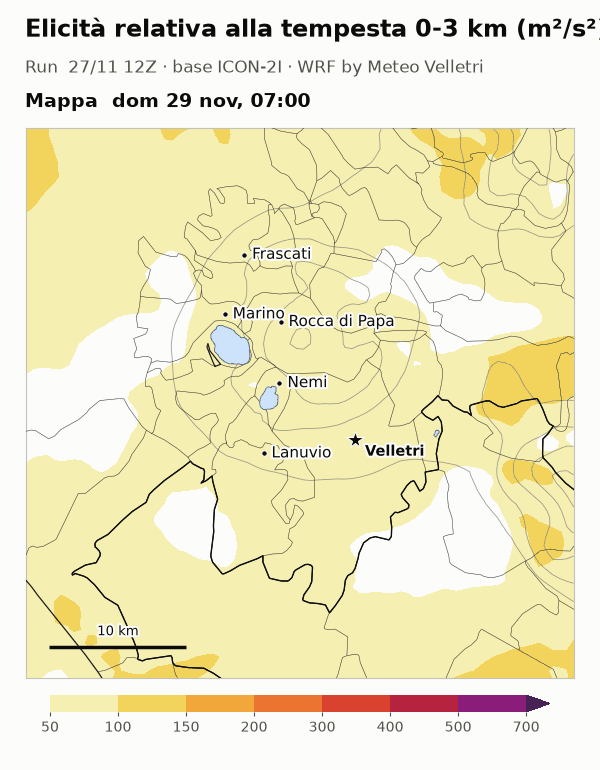 Elicità relativa alla tempesta 0-3 km (m²/s²)
Run  27/11 12Z · base ICON-2I · WRF by Meteo Velletri
Mappa  dom 29 nov, 07:00
Frascati
Marino
Rocca di Papa
Nemi
Velletri
Lanuvio
10 km
50 100 150 200 300 400 500 700